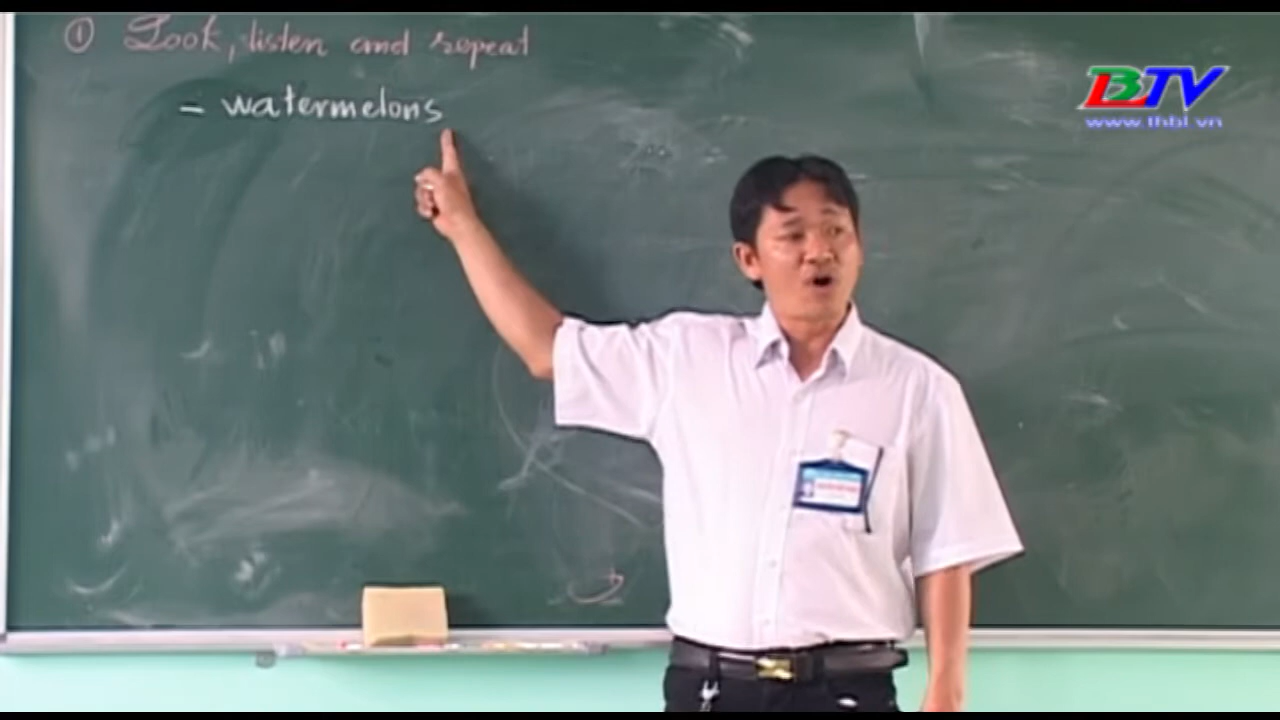 ① Look, listen and repeat
– watermelons
BTV
www.thbl.vn